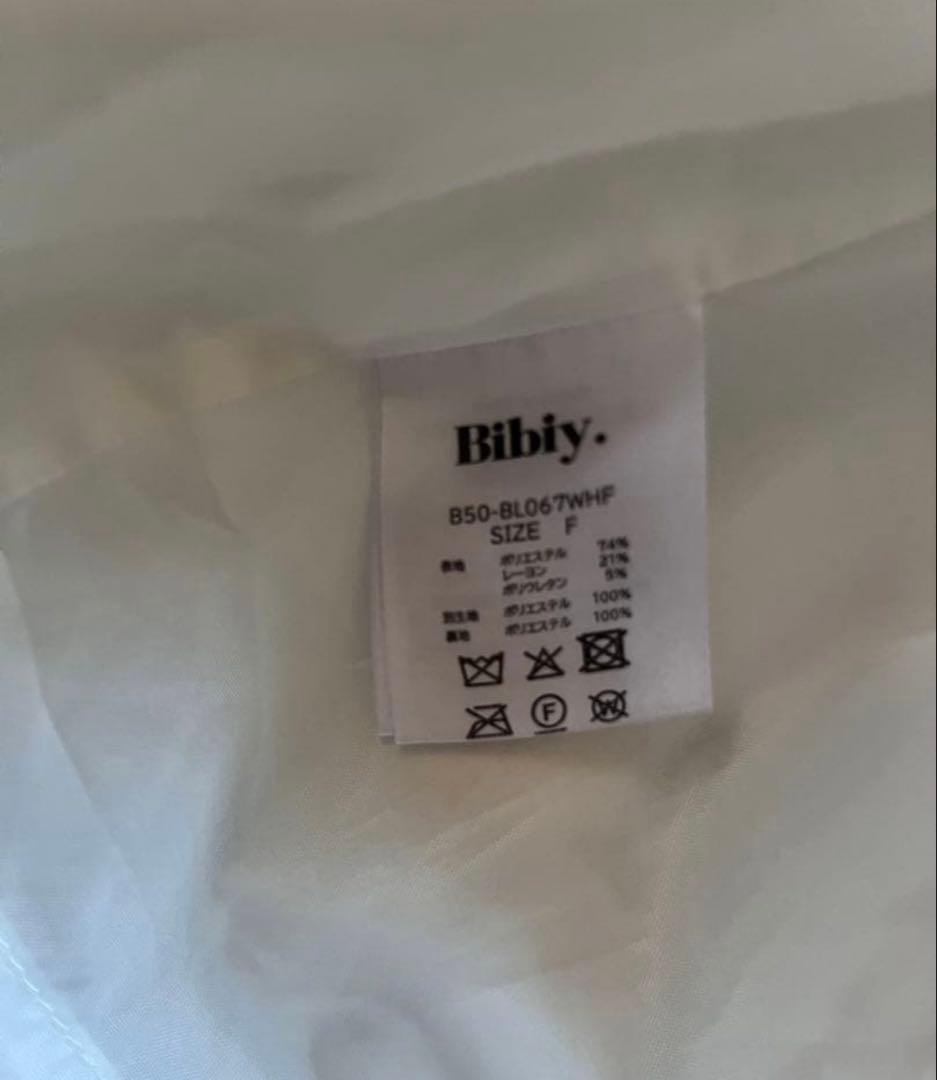 Bibiy.
B50-BL067WHF
SIZE F
表地 ポリエステル 74%
レーヨン 21%
ポリウレタン 5%
別生地 ポリエステル 100%
裏地 ポリエステル 100%
F W